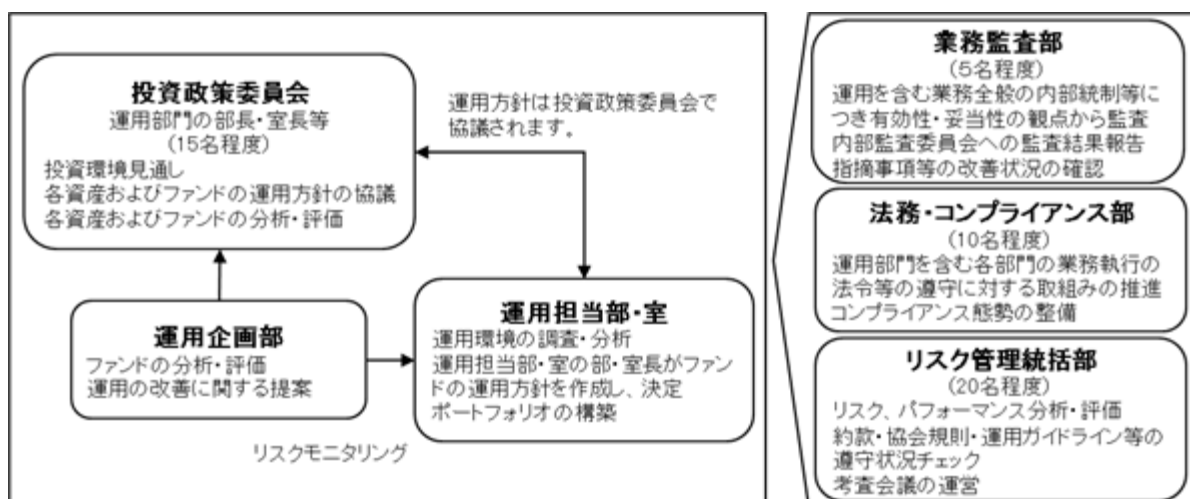 投資政策委員会
運用部門の部長・室長等
(15名程度)
投資環境見通し
各資産およびファンドの運用方針の協議
各資産およびファンドの分析・評価
運用方針は投資政策委員会で
協議されます。
運用企画部
ファンドの分析・評価
運用の改善に関する提案
運用担当部・室
運用環境の調査・分析
運用担当部・室の部・室長がファン
ドの運用方針を作成し、決定
ポートフォリオの構築
リスクモニタリング
業務監査部
(5名程度)
運用を含む業務全般の内部統制等に
つき有効性・妥当性の観点から監査
内部監査委員会への監査結果報告
指摘事項等の改善状況の確認
法務・コンプライアンス部
(10名程度)
運用部門を含む各部門の業務執行の
法令等の遵守に対する取組みの推進
コンプライアンス態勢の整備
リスク管理統括部
(20名程度)
リスク、パフォーマンス分析・評価
約款・協会規則・運用ガイドライン等の
遵守状況チェック
考査会議の運営